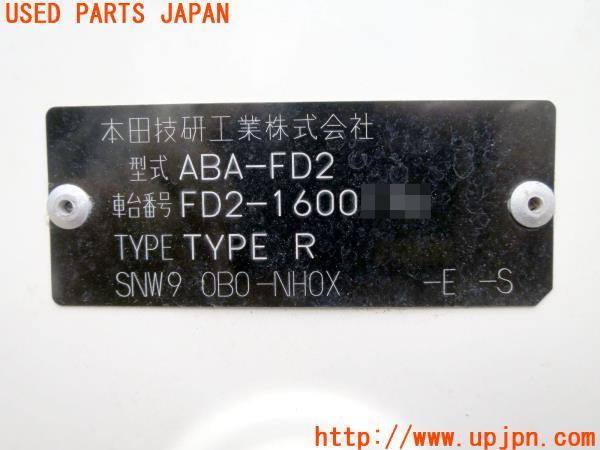 USED PARTS JAPAN
本田技研工業株式会社
型式 ABA-FD2
車台番号 FD2-1600
TYPE TYPE R
SNW9 0B0-NH0X -E -S
http://www.upjpn.com